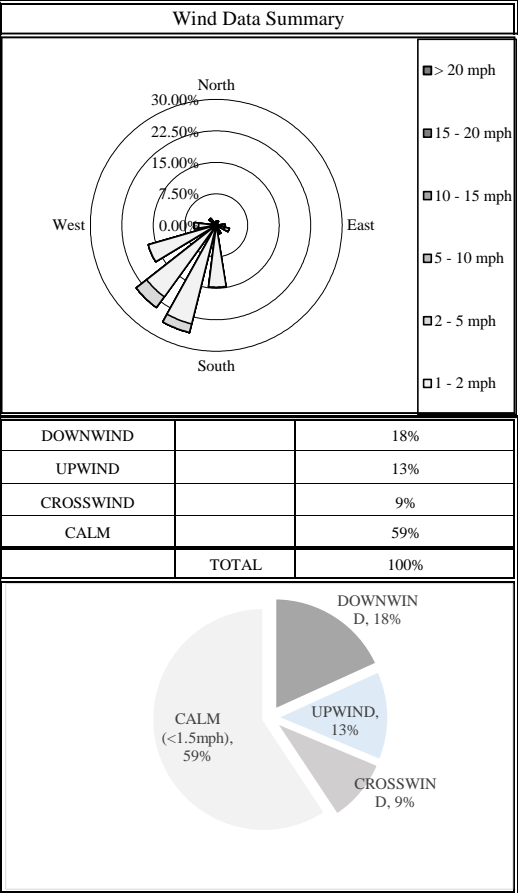 Wind Data Summary
North
30.00%
22.50%
15.00%
7.50%
0.00%
West
East
South
> 20 mph
15 - 20 mph
10 - 15 mph
5 - 10 mph
2 - 5 mph
1 - 2 mph
DOWNWIND 18%
UPWIND 13%
CROSSWIND 9%
CALM 59%
TOTAL 100%
DOWNWIN
D, 18%
UPWIND,
13%
CROSSWIN
D, 9%
CALM
(<1.5mph),
59%